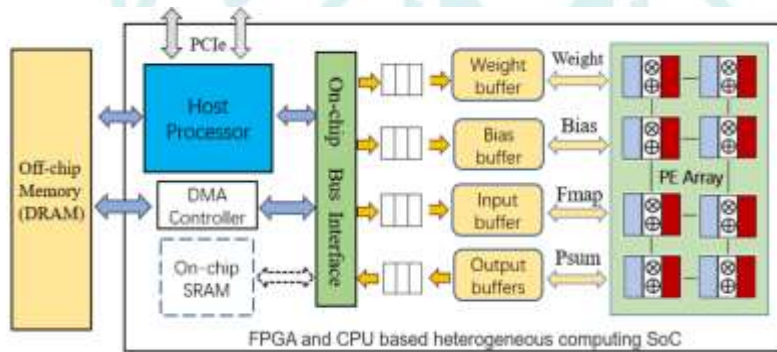 PCIe
Off-chip
Memory
(DRAM)
Host
Processor
DMA
Controller
On-chip
SRAM
On-chip Bus Interface
Weight
buffer
Bias
buffer
Input
buffer
Output
buffers
Weight
Bias
Fmap
Psum
PE Array
FPGA and CPU based heterogeneous computing SoC